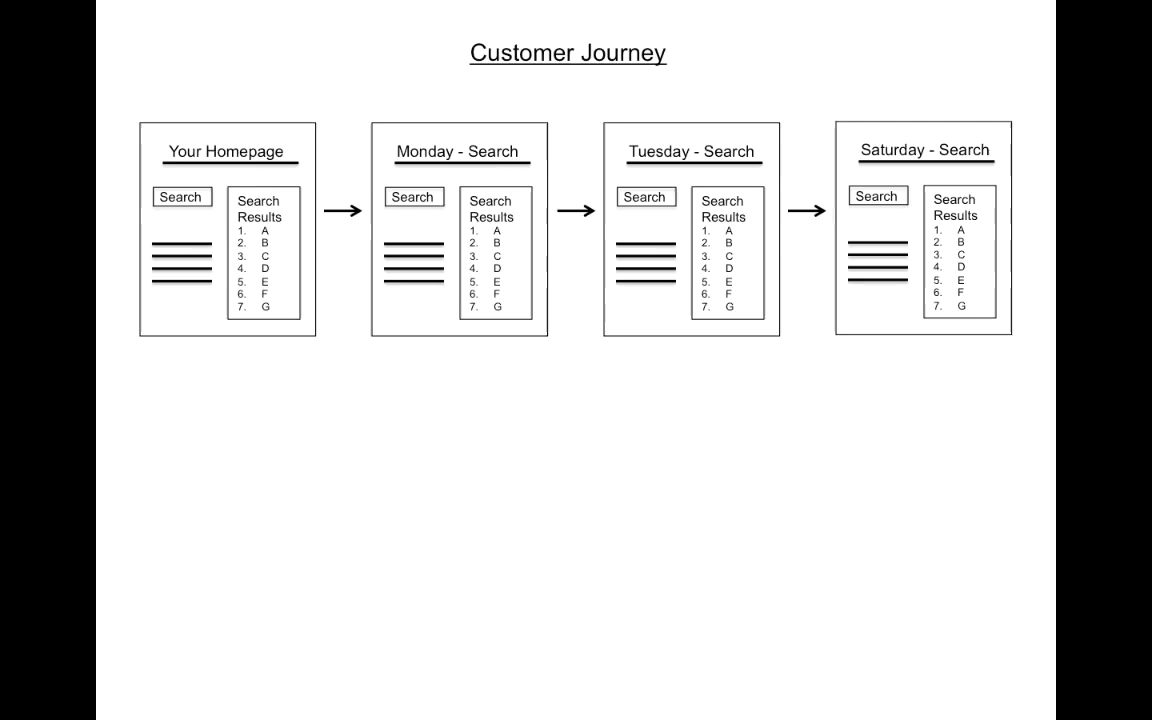 Customer Journey
Your Homepage
Search
Search
Results
1. A
2. B
3. C
4. D
5. E
6. F
7. G
Monday - Search
Search
Search
Results
1. A
2. B
3. C
4. D
5. E
6. F
7. G
Tuesday - Search
Search
Search
Results
1. A
2. B
3. C
4. D
5. E
6. F
7. G
Saturday - Search
Search
Search
Results
1. A
2. B
3. C
4. D
5. E
6. F
7. G